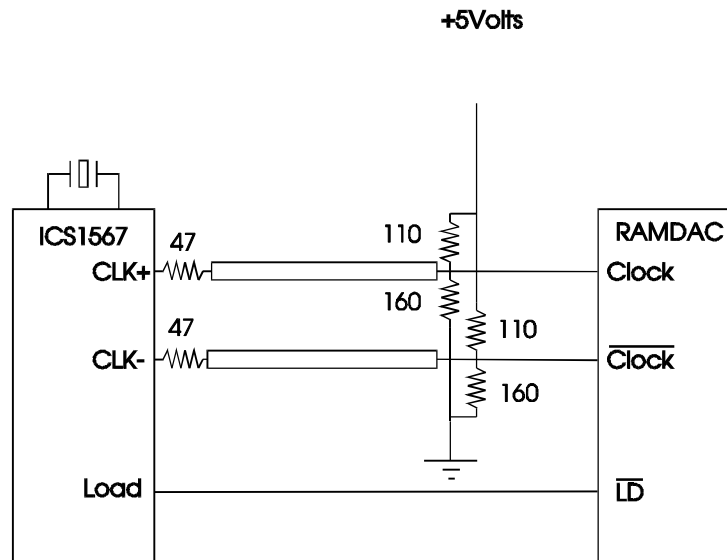 +5Volts
ICS1567
47
110
RAMDAC
CLK+
Clock
160
47
110
CLK-
Clock
160
Load
LD